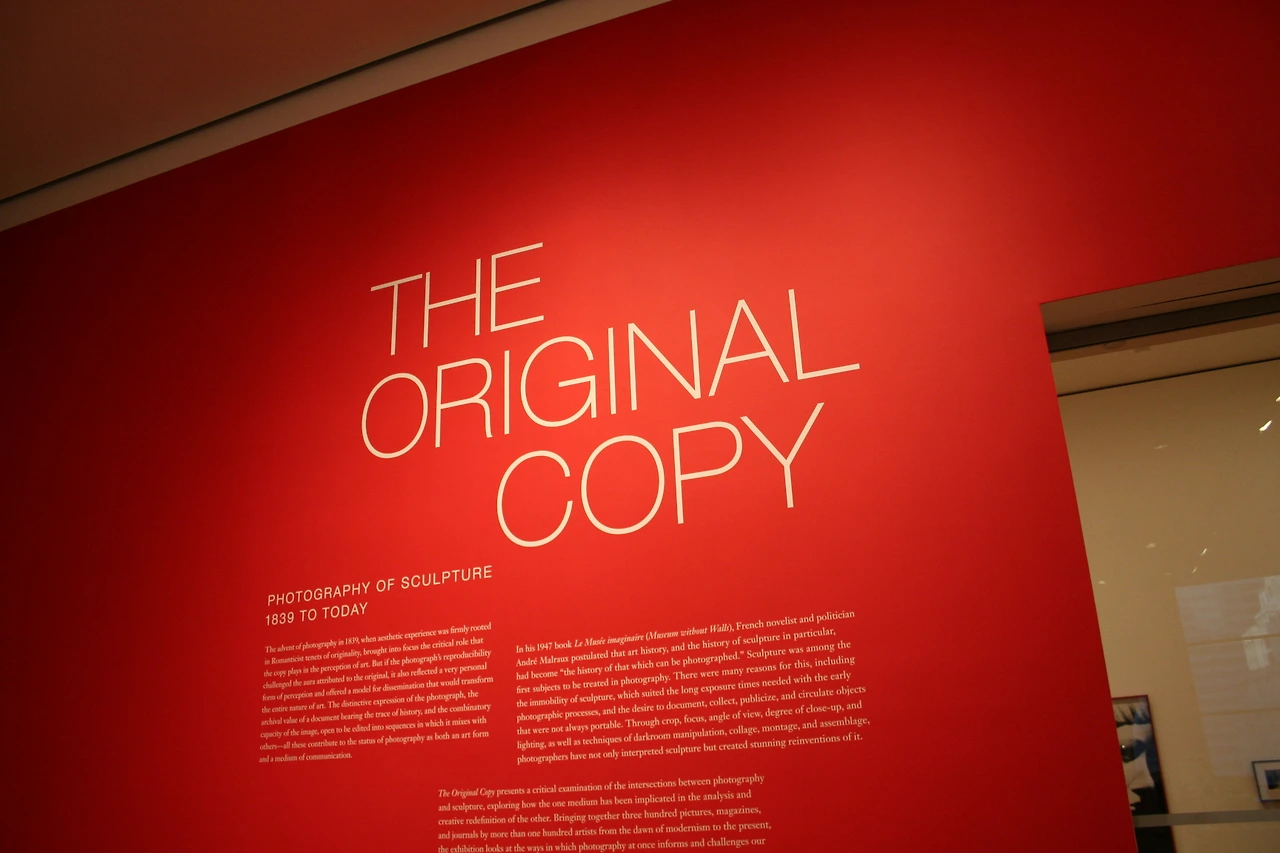 THE
ORIGINAL
COPY
PHOTOGRAPHY OF SCULPTURE
1839 TO TODAY
The advent of photography in 1839, when aesthetic experience was firmly rooted
in Romanticist tenets of originality, brought into focus the critical role that
the copy plays in the perception of art. But if the photograph's reproducibility
challenged the aura attributed to the original, it also reflected a very personal
form of perception and offered a model for dissemination that would transform
the entire nature of art. The distinctive expression of the photograph, the
archival value of a document bearing the trace of history, and the combinatory
capacity of the image, open to be edited into sequences in which it mixes with
others—all these contribute to the status of photography as both an art form
and a medium of communication.
In his 1947 book Le Musée imaginaire (Museum without Walls), French novelist and politician
André Malraux postulated that art history, and the history of sculpture in particular,
had become “the history of that which can be photographed.” Sculpture was among the
first subjects to be treated in photography. There were many reasons for this, including
the immobility of sculpture, which suited the long exposure times needed with the early
photographic processes, and the desire to document, collect, publicize, and circulate objects
that were not always portable. Through crop, focus, angle of view, degree of close-up, and
lighting, as well as techniques of darkroom manipulation, collage, montage, and assemblage,
photographers have not only interpreted sculpture but created stunning reinventions of it.
The Original Copy presents a critical examination of the intersections between photography
and sculpture, exploring how the one medium has been implicated in the analysis and
creative redefinition of the other. Bringing together three hundred pictures, magazines,
and journals by more than one hundred artists from the dawn of modernism to the present,
the exhibition looks at the ways in which photography at once informs and challenges our